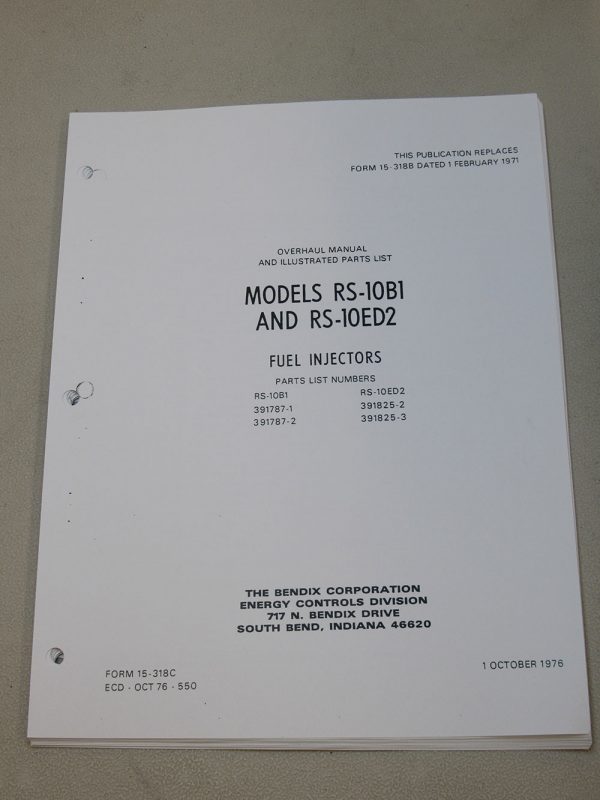 THIS PUBLICATION REPLACES
FORM 15-318B DATED 1 FEBRUARY 1971
OVERHAUL MANUAL
AND ILLUSTRATED PARTS LIST
MODELS RS-10B1
AND RS-10ED2
FUEL INJECTORS
PARTS LIST NUMBERS
RS-10B1 RS-10ED2
391787-1 391825-2
391787-2 391825-3
THE BENDIX CORPORATION
ENERGY CONTROLS DIVISION
717 N. BENDIX DRIVE
SOUTH BEND, INDIANA 46620
FORM 15-318C
ECD - OCT 76 - 550
1 OCTOBER 1976